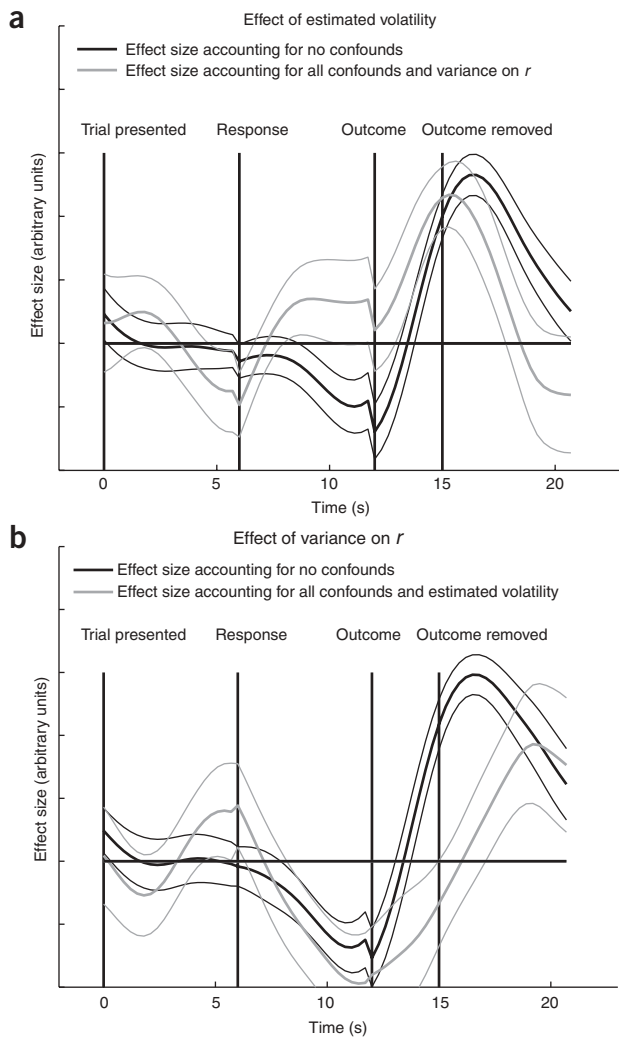 a
Effect of estimated volatility
Effect size accounting for no confounds
Effect size accounting for all confounds and variance on r
Trial presented Response Outcome Outcome removed
Effect size (arbitrary units)
0 5 10 15 20
Time (s)
b
Effect of variance on r
Effect size accounting for no confounds
Effect size accounting for all confounds and estimated volatility
Trial presented Response Outcome Outcome removed
Effect size (arbitrary units)
0 5 10 15 20
Time (s)